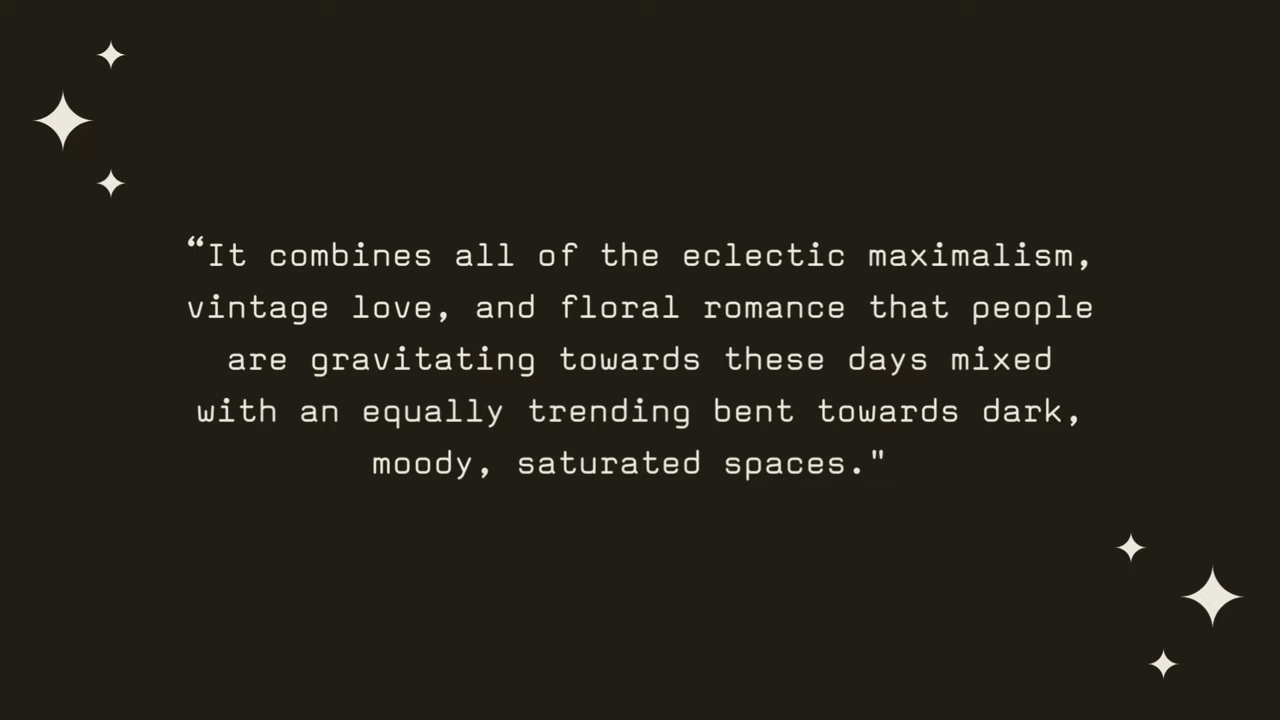 “It combines all of the eclectic maximalism,
vintage love, and floral romance that people
are gravitating towards these days mixed
with an equally trending bent towards dark,
moody, saturated spaces."